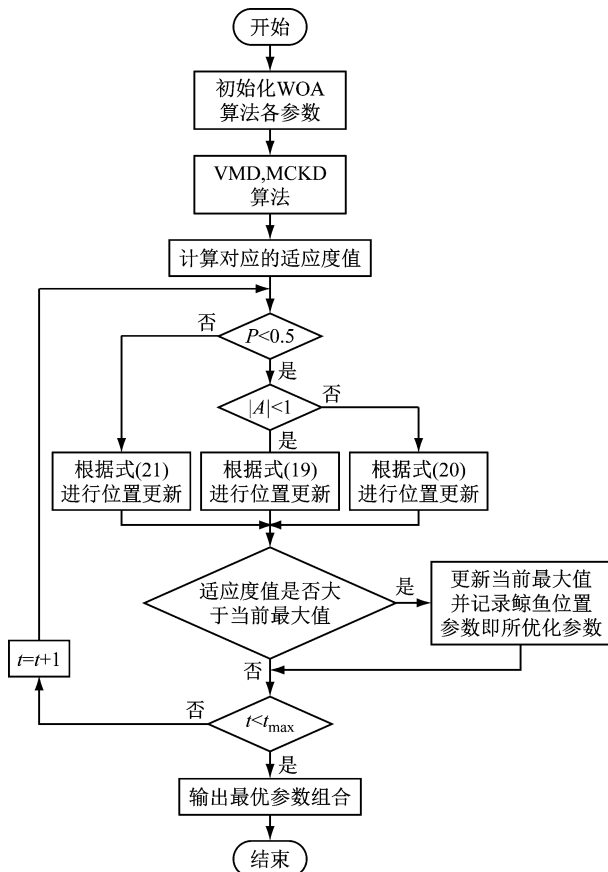 开始
初始化WOA
算法各参数
VMD,MCKD
算法
计算对应的适应度值
否
P<0.5
是
|A|<1
否
是
根据式(21)
进行位置更新
根据式(19)
进行位置更新
根据式(20)
进行位置更新
适应度值是否大
于当前最大值
是
更新当前最大值
并记录鲸鱼位置
参数即所优化参数
t=t+1
否
否
t<tmax
是
输出最优参数组合
结束